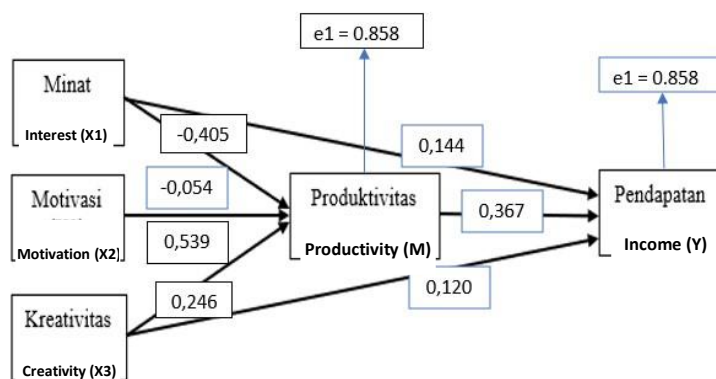 e1 = 0.858
e1 = 0.858
Minat
Interest (X1)
-0,405
0,144
-0,054
Motivasi
Motivation (X2)
Produktivitas
Productivity (M)
0,367
Pendapatan
Income (Y)
0,539
0,246
0,120
Kreativitas
Creativity (X3)